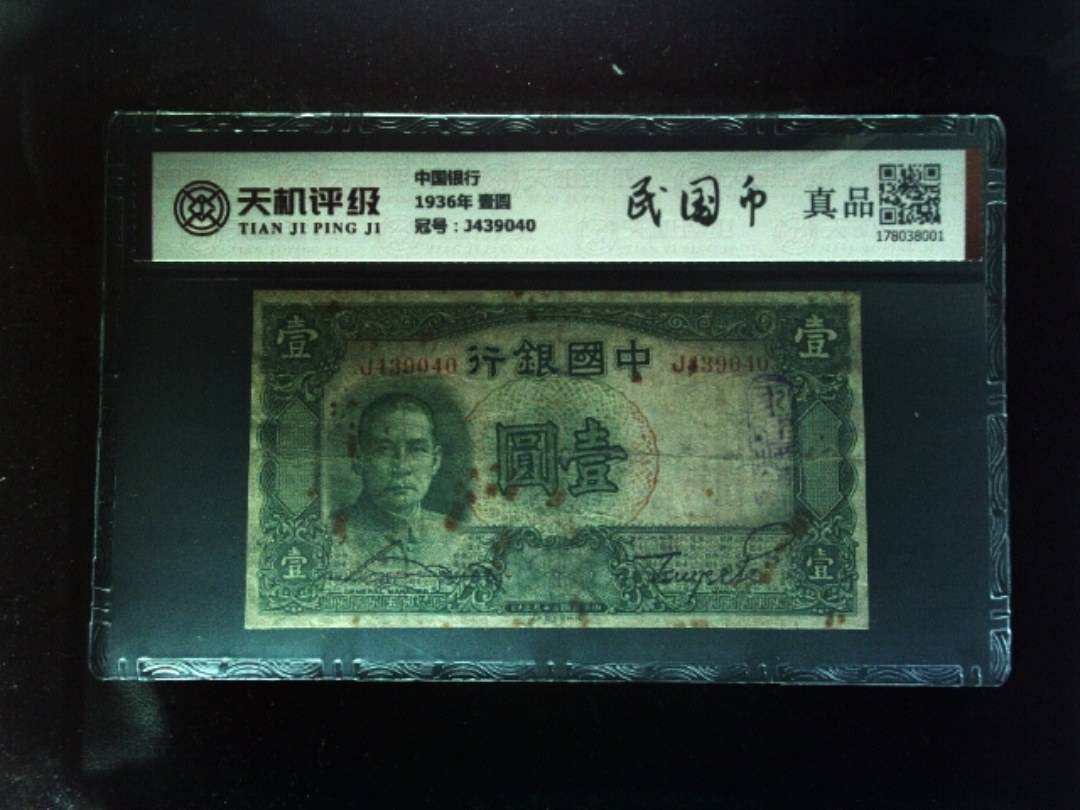 天机评级
TIAN JI PING JI
中国银行
1936年 壹圆
冠号：J439040
民国币
真品
178038001
壹
行銀國中
壹
J439040
J439040
圓壹
壹
壹